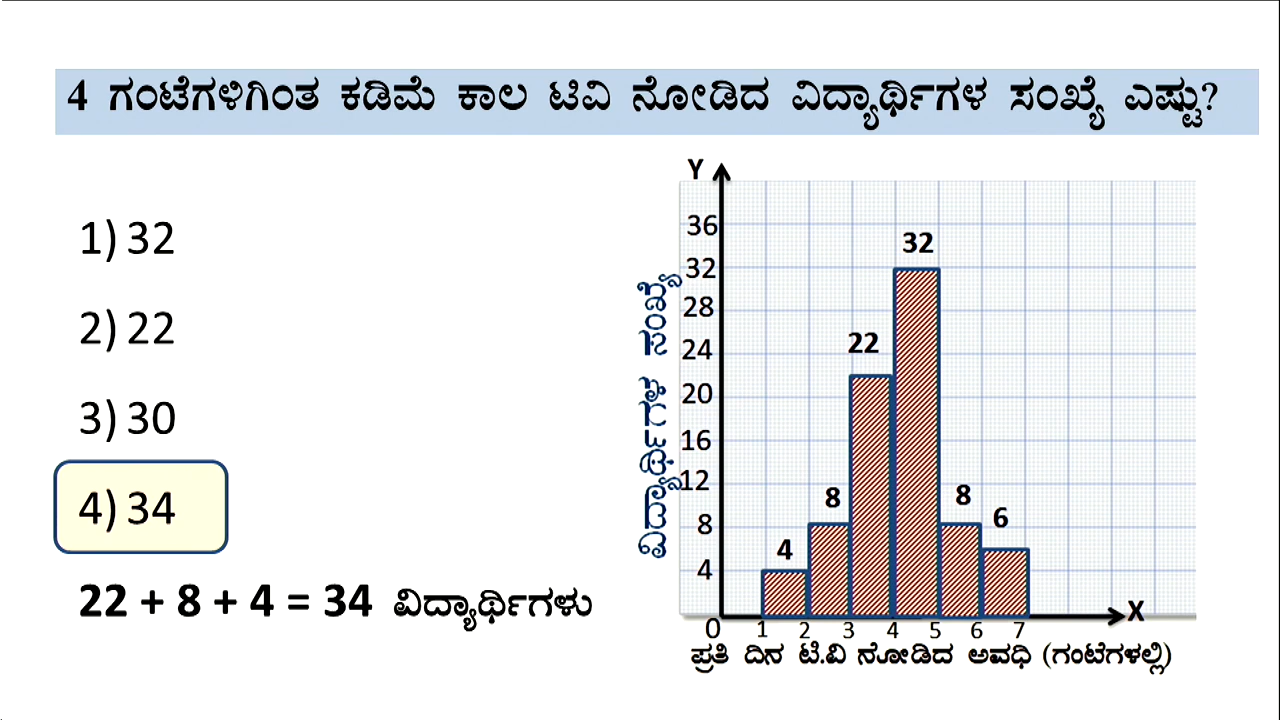 4 ಗಂಟೆಗಳಿಗಿಂತ ಕಡಿಮೆ ಕಾಲ ಟಿವಿ ನೋಡಿದ ವಿದ್ಯಾರ್ಥಿಗಳ ಸಂಖ್ಯೆ ಎಷ್ಟು?
1) 32
2) 22
3) 30
4) 34
22 + 8 + 4 = 34 ವಿದ್ಯಾರ್ಥಿಗಳು
Y
36
32
28
24
20
16
12
8
4
0
ವಿದ್ಯಾರ್ಥಿಗಳ ಸಂಖ್ಯೆ
4
8
22
32
8
6
X
1 2 3 4 5 6 7
ಪ್ರತಿ ದಿನ ಟಿ.ವಿ ನೋಡಿದ ಅವಧಿ (ಗಂಟೆಗಳಲ್ಲಿ)